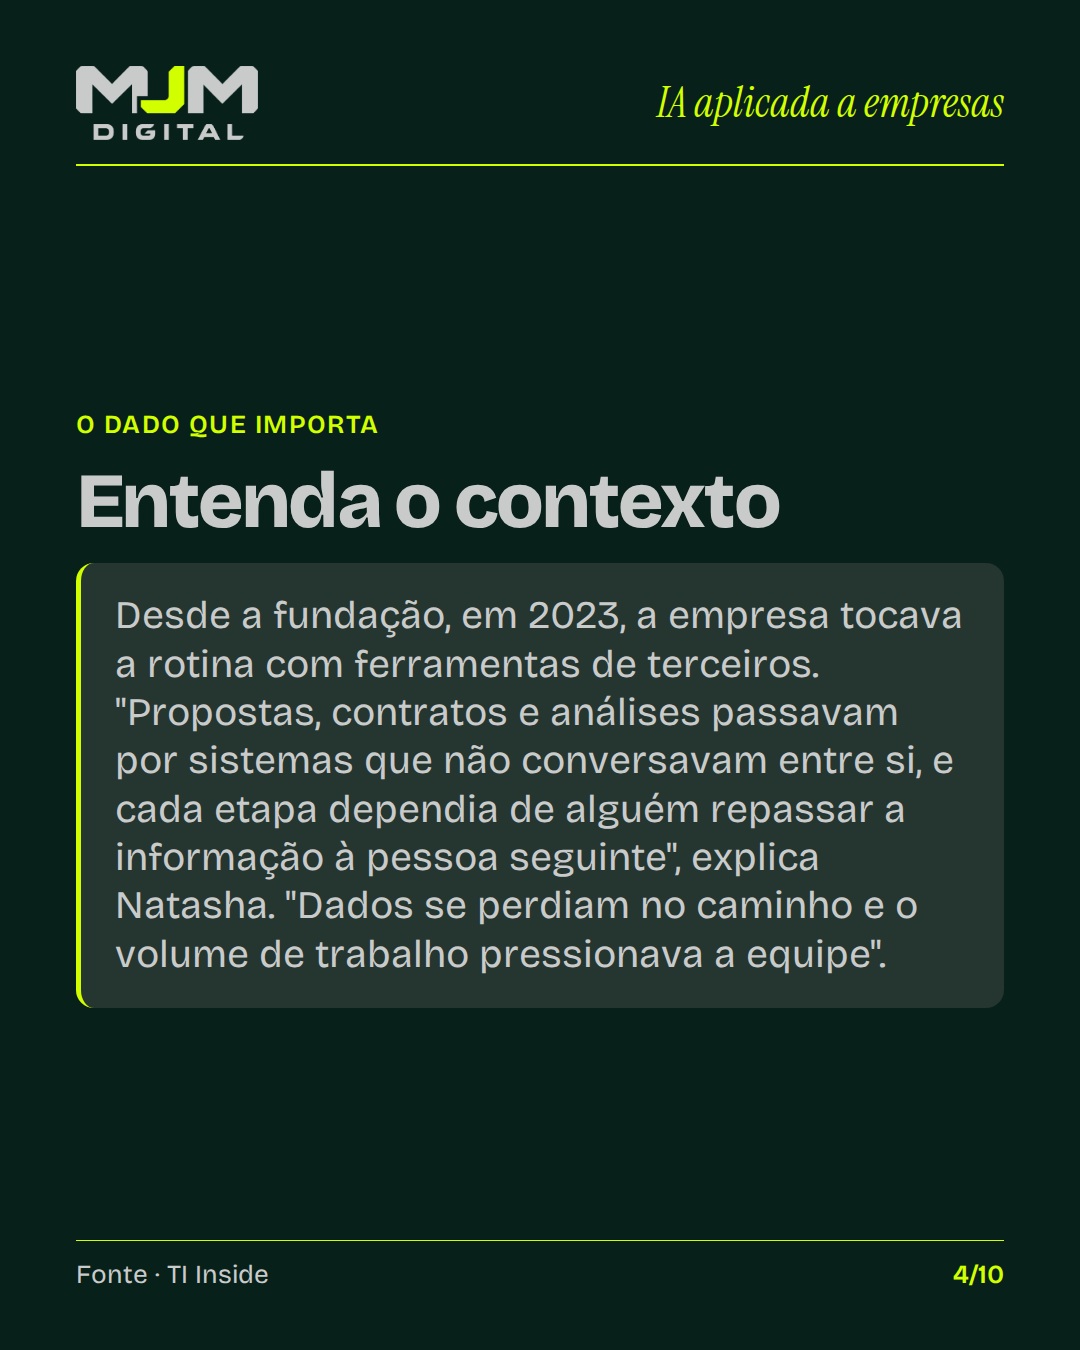 MJM
DIGITAL
IA aplicada a empresas
O DADO QUE IMPORTA
Entenda o contexto
Desde a fundação, em 2023, a empresa tocava
a rotina com ferramentas de terceiros.
"Propostas, contratos e análises passavam
por sistemas que não conversavam entre si, e
cada etapa dependia de alguém repassar a
informação à pessoa seguinte", explica
Natasha. "Dados se perdiam no caminho e o
volume de trabalho pressionava a equipe".
Fonte · TI Inside
4/10